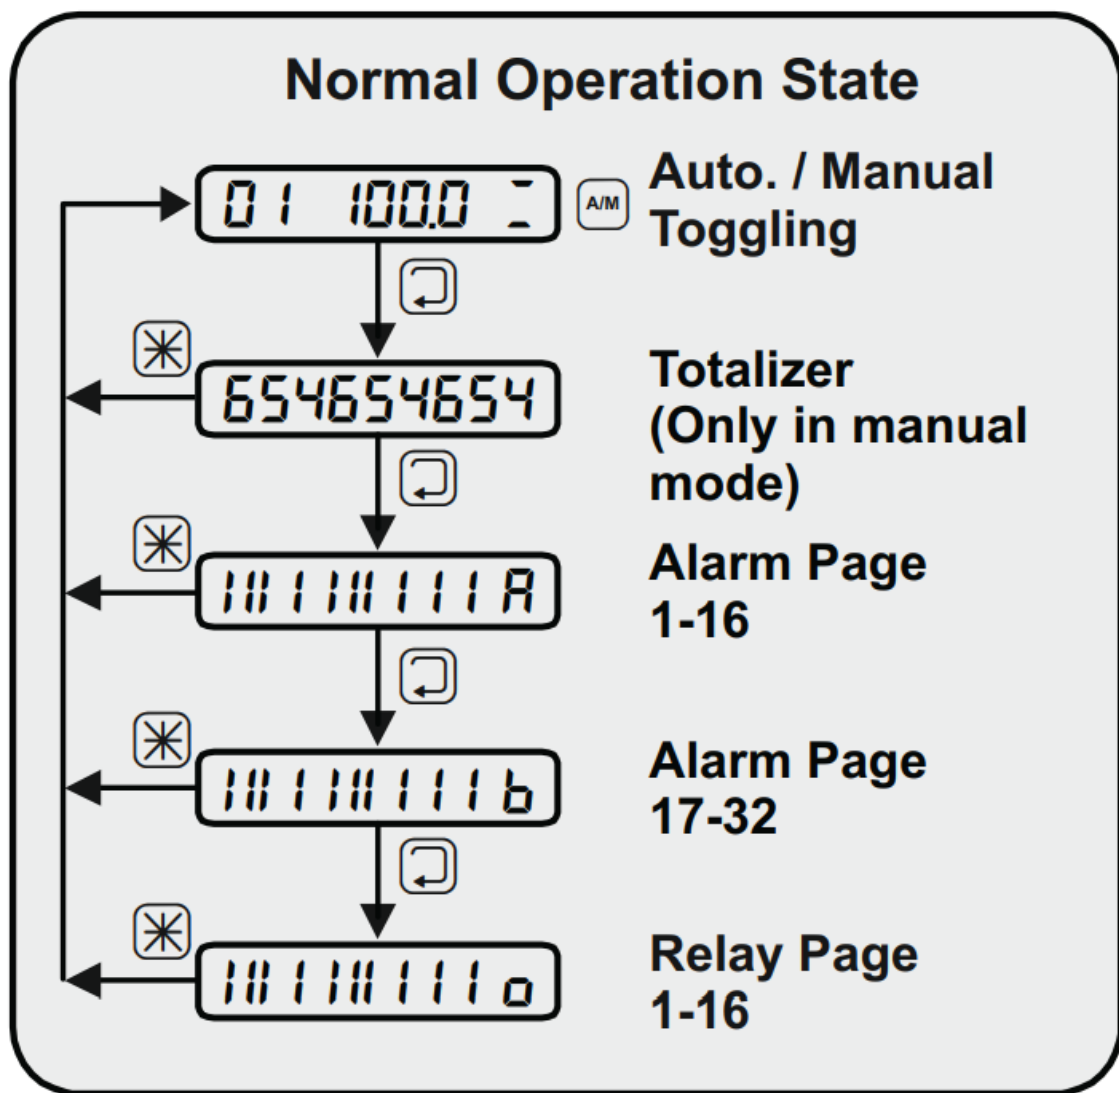 Normal Operation State
01 100.0
A/M
Auto. / Manual
Toggling
654654654
Totalizer
(Only in manual
mode)
Alarm Page
1-16
Alarm Page
17-32
Relay Page
1-16